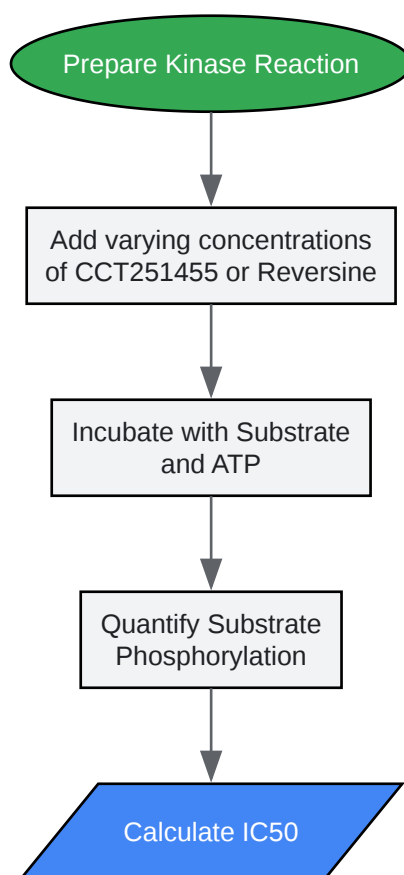 Prepare Kinase Reaction
Add varying concentrations
of CCT251455 or Reversine
Incubate with Substrate
and ATP
Quantify Substrate
Phosphorylation
Calculate IC50